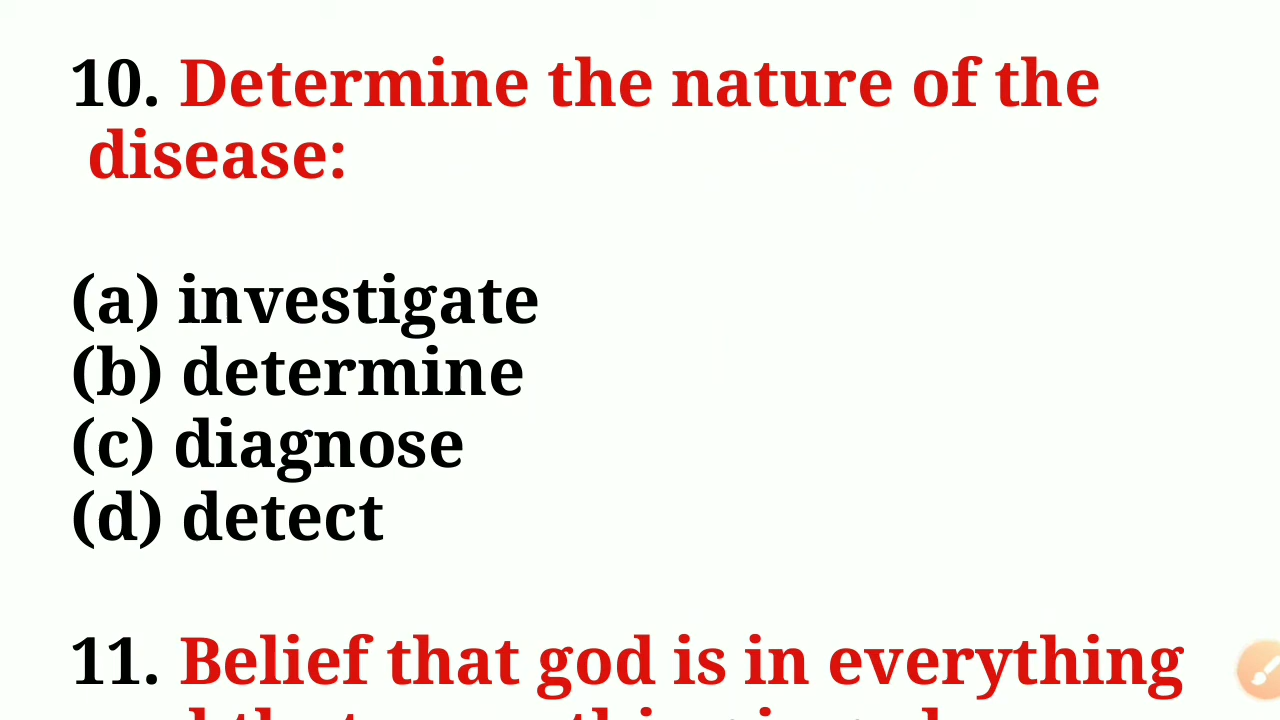 10. Determine the nature of the
disease:
(a) investigate
(b) determine
(c) diagnose
(d) detect
11. Belief that god is in everything